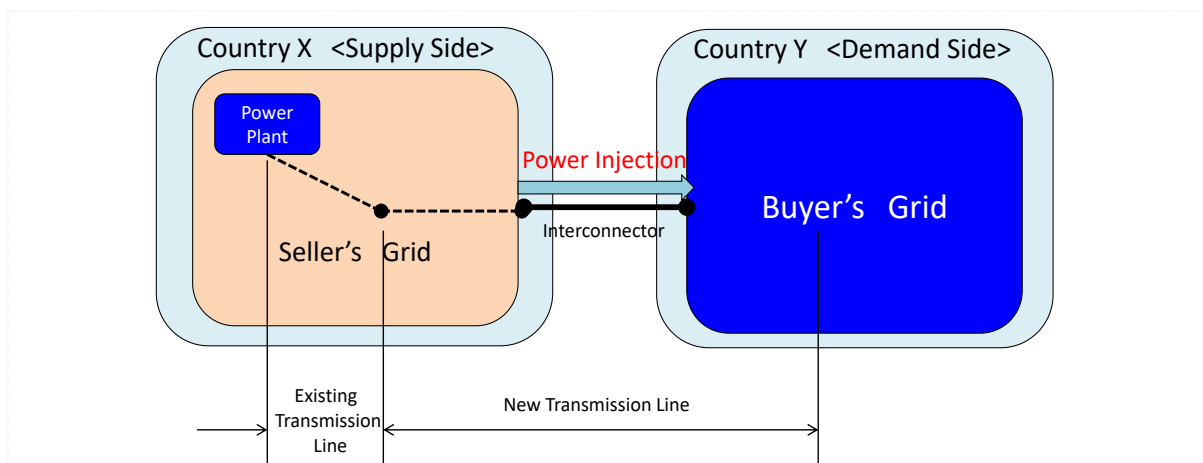 Country X <Supply Side>
Country Y <Demand Side>
Power
Plant
Power Injection
Interconnector
Seller's Grid
Buyer's Grid
Existing
Transmission
Line
New Transmission Line